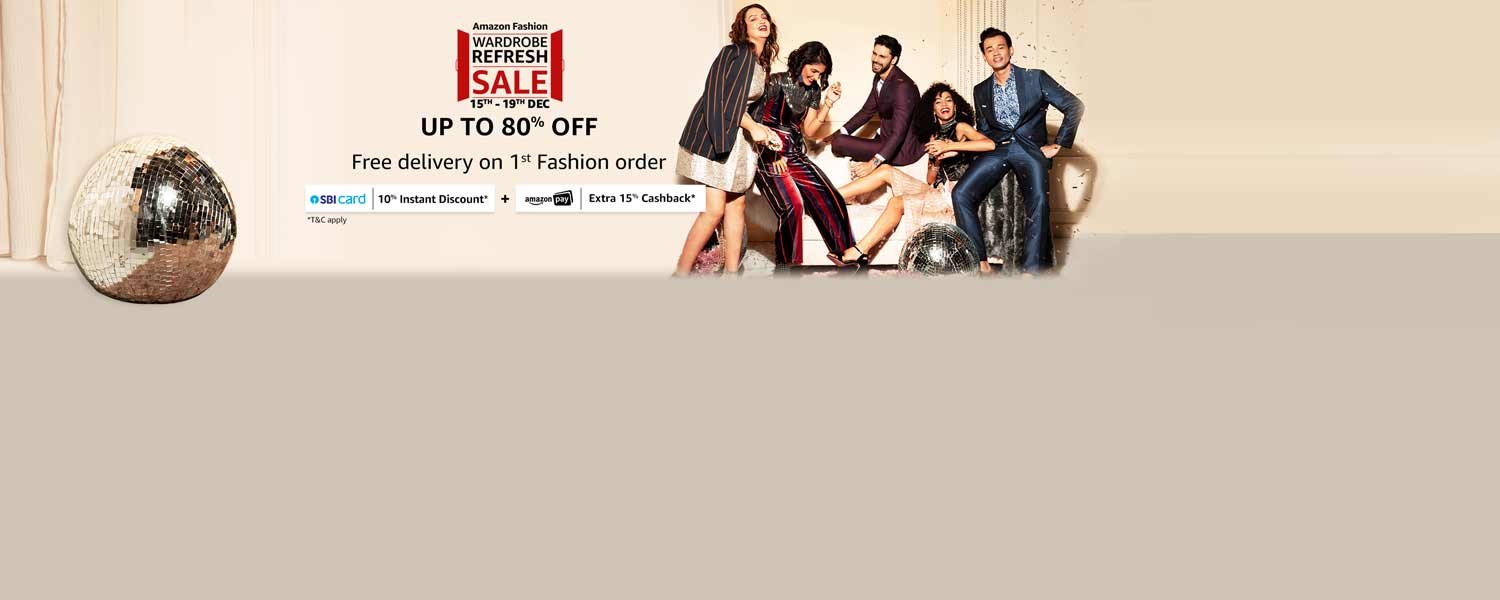 Amazon Fashion
WARDROBE
REFRESH
SALE
15TH - 19TH DEC
UP TO 80% OFF
Free delivery on 1st Fashion order
SBI card | 10% Instant Discount* + amazon pay | Extra 15% Cashback*
*T&C apply